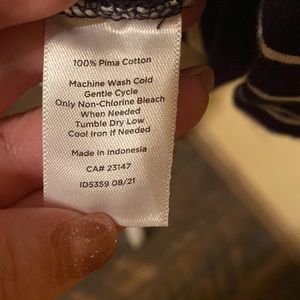 100% Pima Cotton
Machine Wash Cold
Gentle Cycle
Only Non-Chlorine Bleach
When Needed
Tumble Dry Low
Cool Iron If Needed
Made in Indonesia
CA# 23147
ID5359 08/21